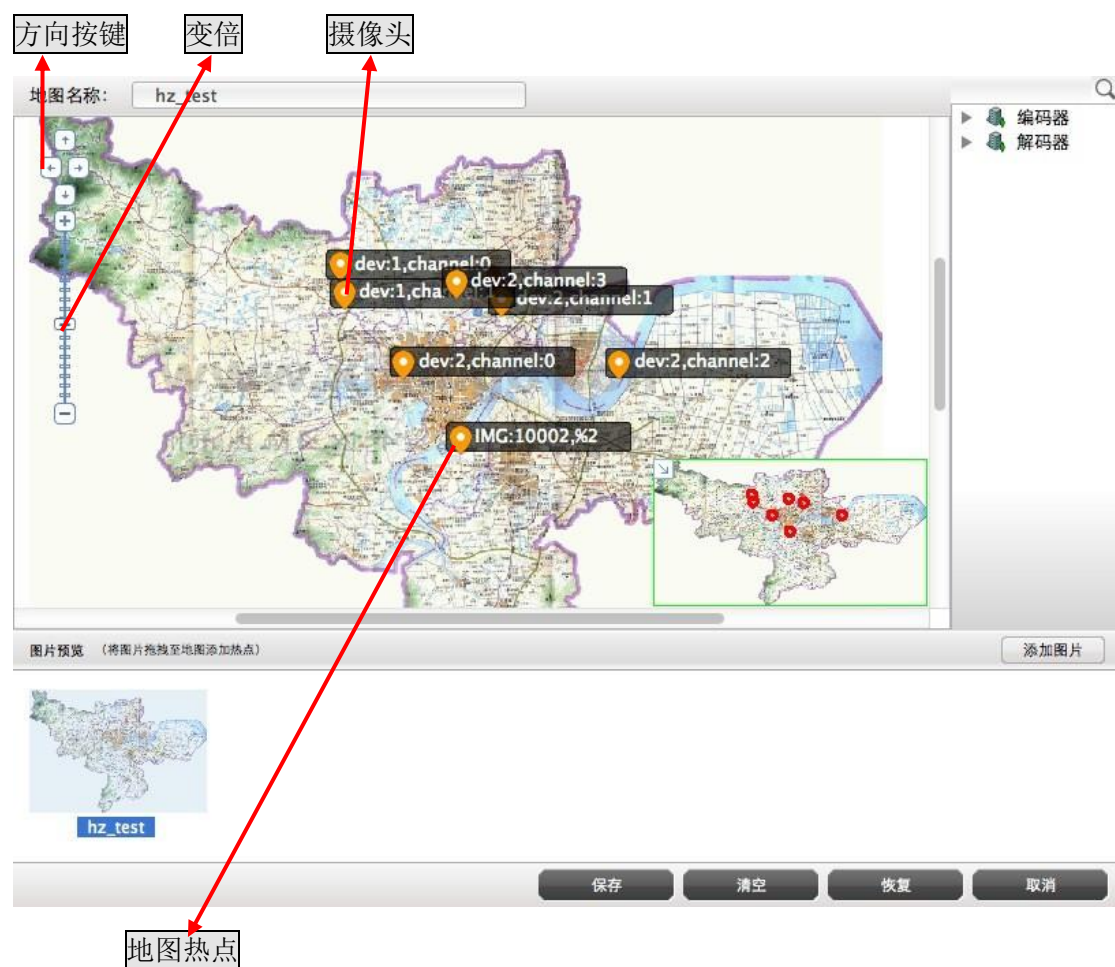 方向按键 变倍 摄像头
地图名称: hz_test
编码器
解码器
dev:1,channel:0
dev:2,channel:3
dev:1,cha
dev:2,channel:1
dev:2,channel:0
dev:2,channel:2
IMG:10002,%2
图片预览 (将图片拖拽至地图添加热点) 添加图片
hz_test
保存 清空 恢复 取消
地图热点